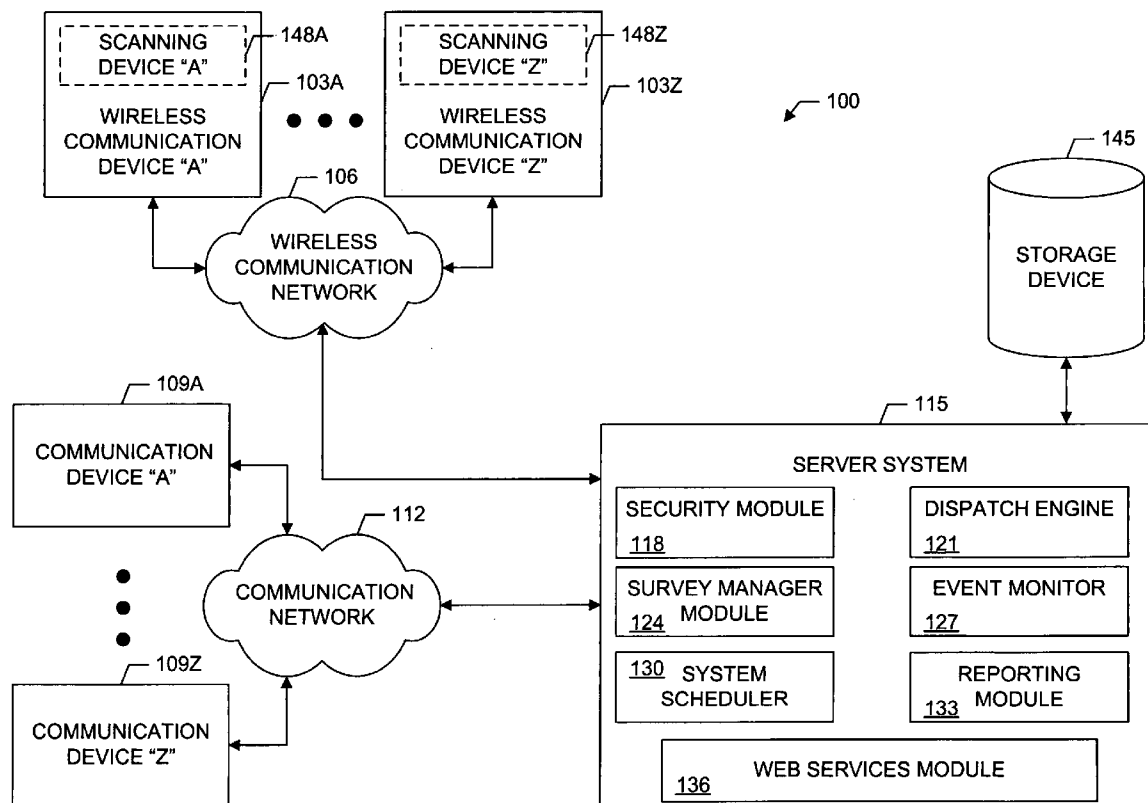 SCANNING
DEVICE "A"
148A
WIRELESS
COMMUNICATION
DEVICE "A"
103A
SCANNING
DEVICE "Z"
148Z
WIRELESS
COMMUNICATION
DEVICE "Z"
103Z
100
145
STORAGE
DEVICE
106
WIRELESS
COMMUNICATION
NETWORK
109A
COMMUNICATION
DEVICE "A"
112
COMMUNICATION
NETWORK
109Z
COMMUNICATION
DEVICE "Z"
115
SERVER SYSTEM
SECURITY MODULE
118
DISPATCH ENGINE
121
SURVEY MANAGER
MODULE
124
EVENT MONITOR
127
130
SYSTEM
SCHEDULER
REPORTING
MODULE
133
WEB SERVICES MODULE
136